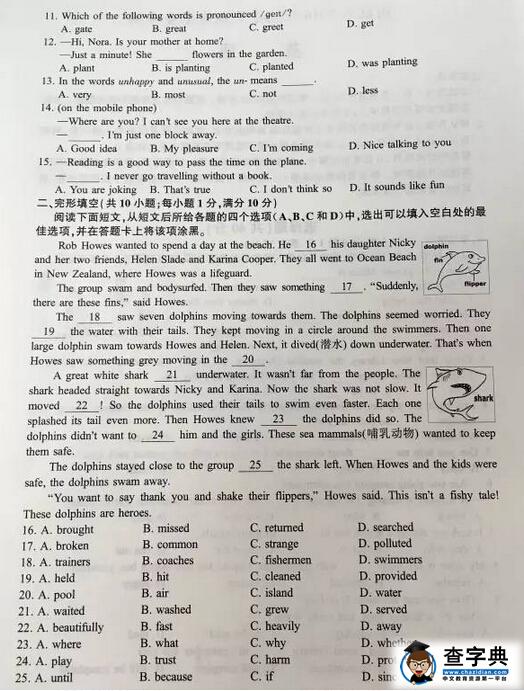 11. Which of the following words is pronounced /geɪt/?
A. gate B. great C. greet D. get
12. —Hi, Nora. Is your mother at home?
—Just a minute! She ______ flowers in the garden.
A. plant B. is planting C. planted D. was planting
13. In the words unhappy and unusual, the un- means ______.
A. very B. most C. not D. less
14. (on the mobile phone)
—Where are you? I can't see you here at the theatre.
—______. I'm just one block away.
A. Good idea B. My pleasure C. I'm coming D. Nice talking to you
15. —Reading is a good way to pass the time on the plane.
—______. I never go travelling without a book.
A. You are joking B. That's true C. I don't think so D. It sounds like fun
二、完形填空(共10小题;每小题1分,满分10分)
阅读下面短文,从短文后所给各题的四个选项(A、B、C和D)中,选出可以填入空白处的最
佳选项,并在答题卡上将该项涂黑。
Rob Howes wanted to spend a day at the beach. He 16 his daughter Nicky
and her two friends, Helen Slade and Karina Cooper. They all went to Ocean Beach
in New Zealand, where Howes was a lifeguard.
dolphin
fin
flipper
The group swam and bodysurfed. Then they saw something 17 . "Suddenly,
there are these fins," said Howes.
The 18 saw seven dolphins moving towards them. The dolphins seemed worried. They
19 the water with their tails. They kept moving in a circle around the swimmers. Then one
large dolphin swam towards Howes and Helen. Next, it dived(潜水) down underwater. That's when
Howes saw something grey moving in the 20 .
A great white shark 21 underwater. It wasn't far from the people. The
shark headed straight towards Nicky and Karina. Now the shark was not slow. It
moved 22 ! So the dolphins used their tails to swim even faster. Each one
splashed its tail even more. Then Howes knew 23 the dolphins did so. The
dolphins didn't want to 24 him and the girls. These sea mammals(哺乳动物) wanted to keep
them safe.
shark
The dolphins stayed close to the group 25 the shark left. When Howes and the kids were
safe, the dolphins swam away.
"You want to say thank you and shake their flippers," Howes said. This isn't a fishy tale!
These dolphins are heroes.
16. A. brought B. missed C. returned D. searched
17. A. broken B. common C. strange D. polluted
18. A. trainers B. coaches C. fishermen D. swimmers
19. A. held B. hit C. cleaned D. provided
20. A. pool B. air C. island D. water
21. A. waited B. washed C. grew D. served
22. A. beautifully B. fast C. heavily D. away
23. A. where B. what C. why D. whethe
24. A. play B. trust C. harm D. pro
25. A. until B. because C. if D. sin
查字典
www.chazidian.com
中文教育资源第一平台